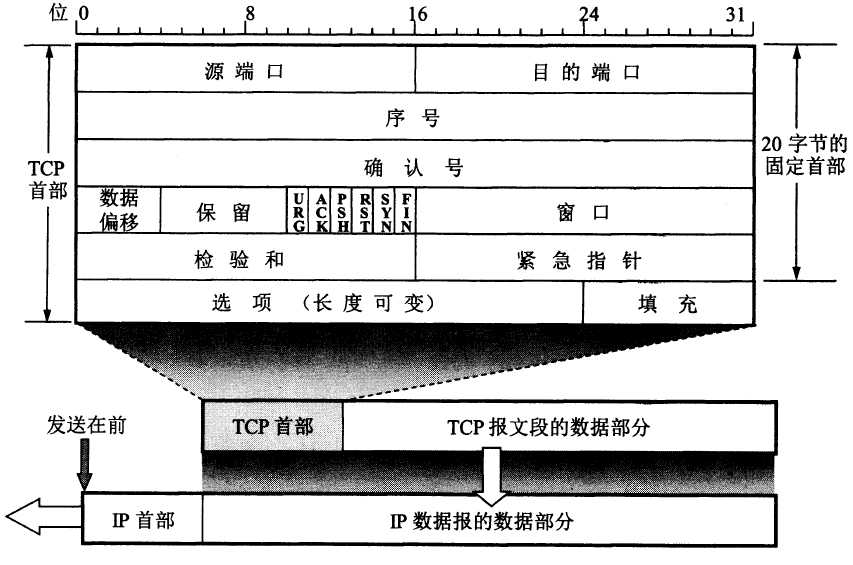 位 0 8 16 24 31
源端口 目的端口
序号
确认号
TCP
首部
20 字节的
固定首部
数据
偏移
保留
URG
ACK
PSH
RST
SYN
FIN
窗口
检验和 紧急指针
选项 (长度可变) 填充
发送在前
TCP 首部 TCP 报文段的数据部分
IP 首部 IP 数据报的数据部分